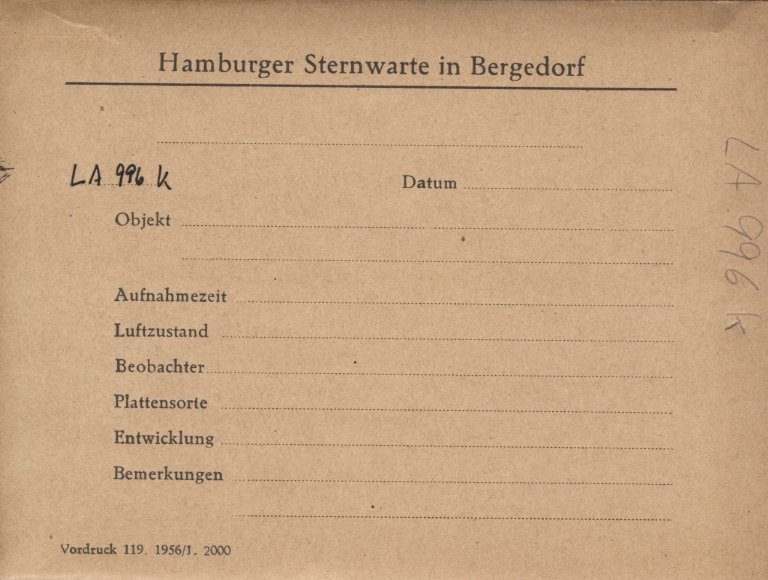 Hamburger Sternwarte in Bergedorf
LA 996 K
Datum
Objekt
Aufnahmezeit
Luftzustand
Beobachter
Plattensorte
Entwicklung
Bemerkungen
Vordruck 119. 1956/1. 2000
LA 996 K